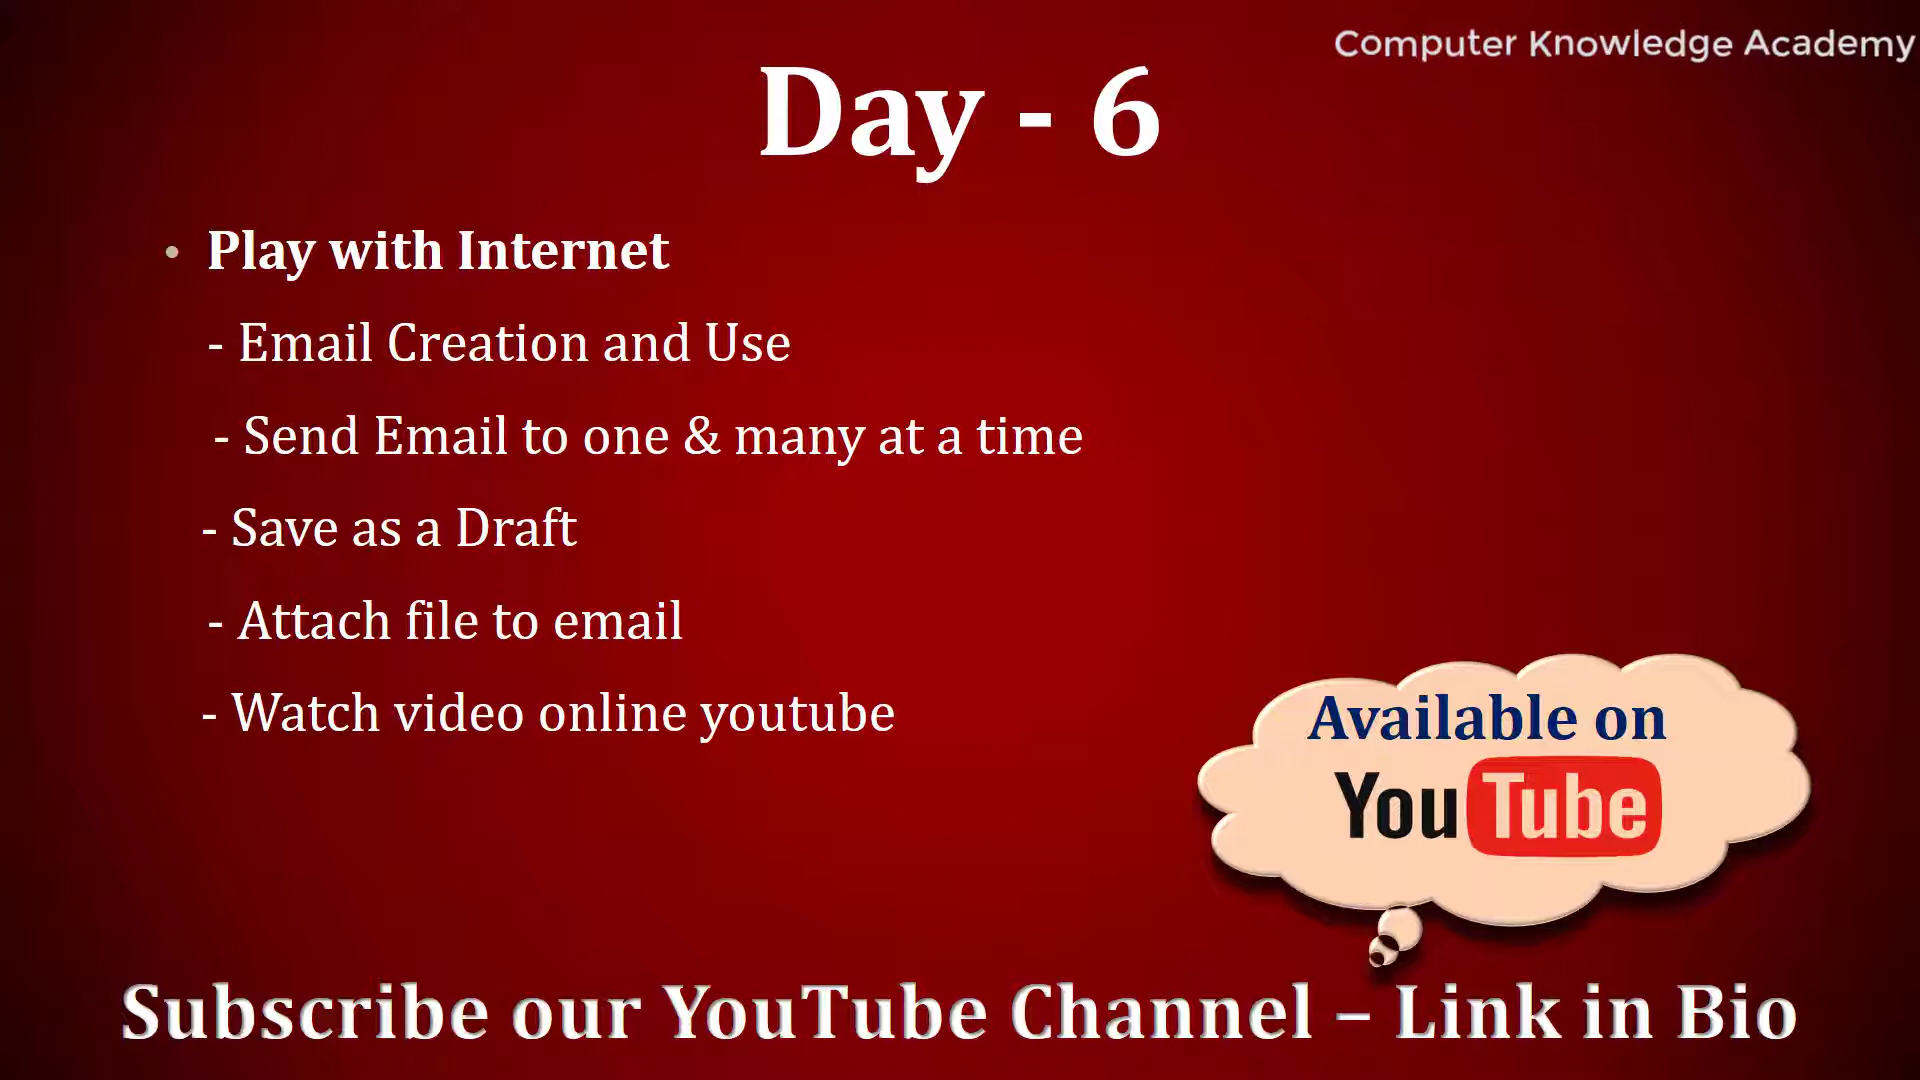 Computer Knowledge Academy
Day - 6
• Play with Internet
- Email Creation and Use
- Send Email to one & many at a time
- Save as a Draft
- Attach file to email
- Watch video online youtube
Available on
YouTube
Subscribe our YouTube Channel – Link in Bio